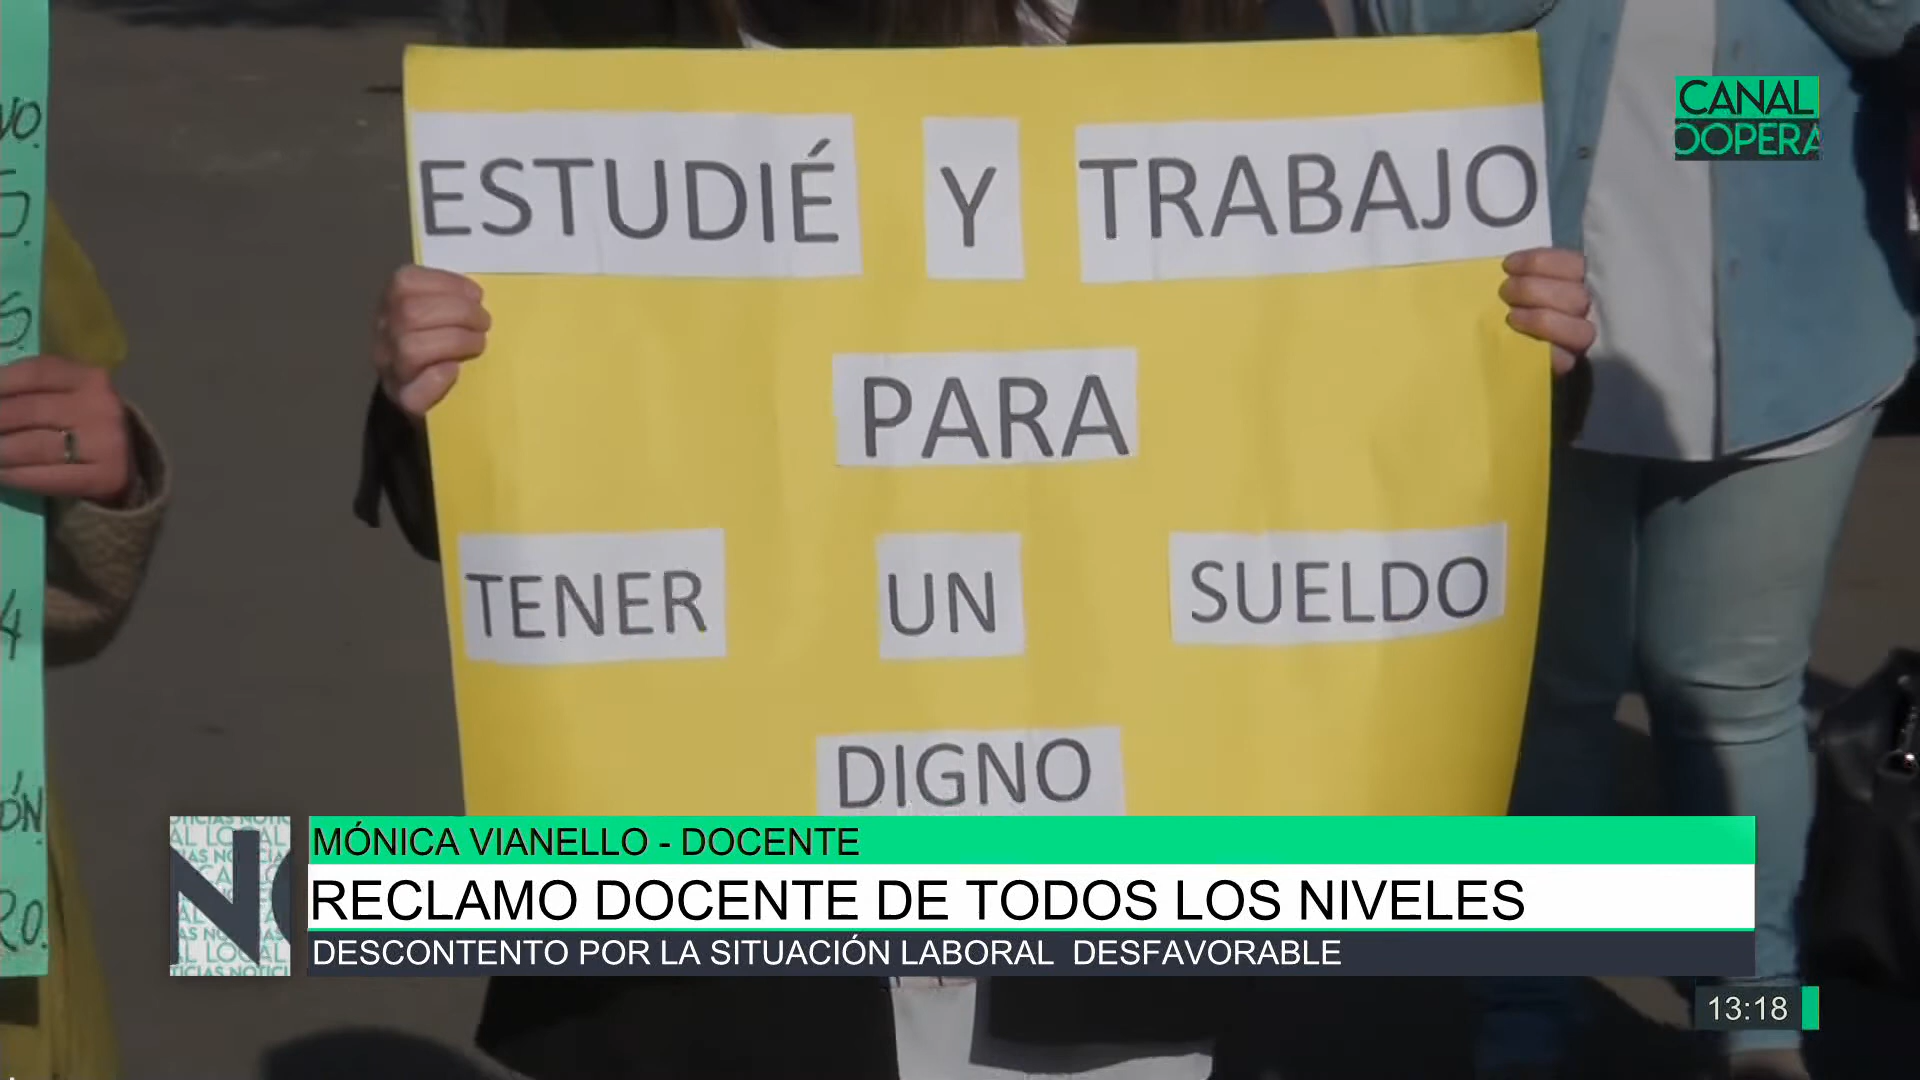 CANAL
OOPERA
ESTUDIÉ Y TRABAJO
PARA
TENER UN SUELDO
DIGNO
MÓNICA VIANELLO - DOCENTE
RECLAMO DOCENTE DE TODOS LOS NIVELES
DESCONTENTO POR LA SITUACIÓN LABORAL DESFAVORABLE
13:18